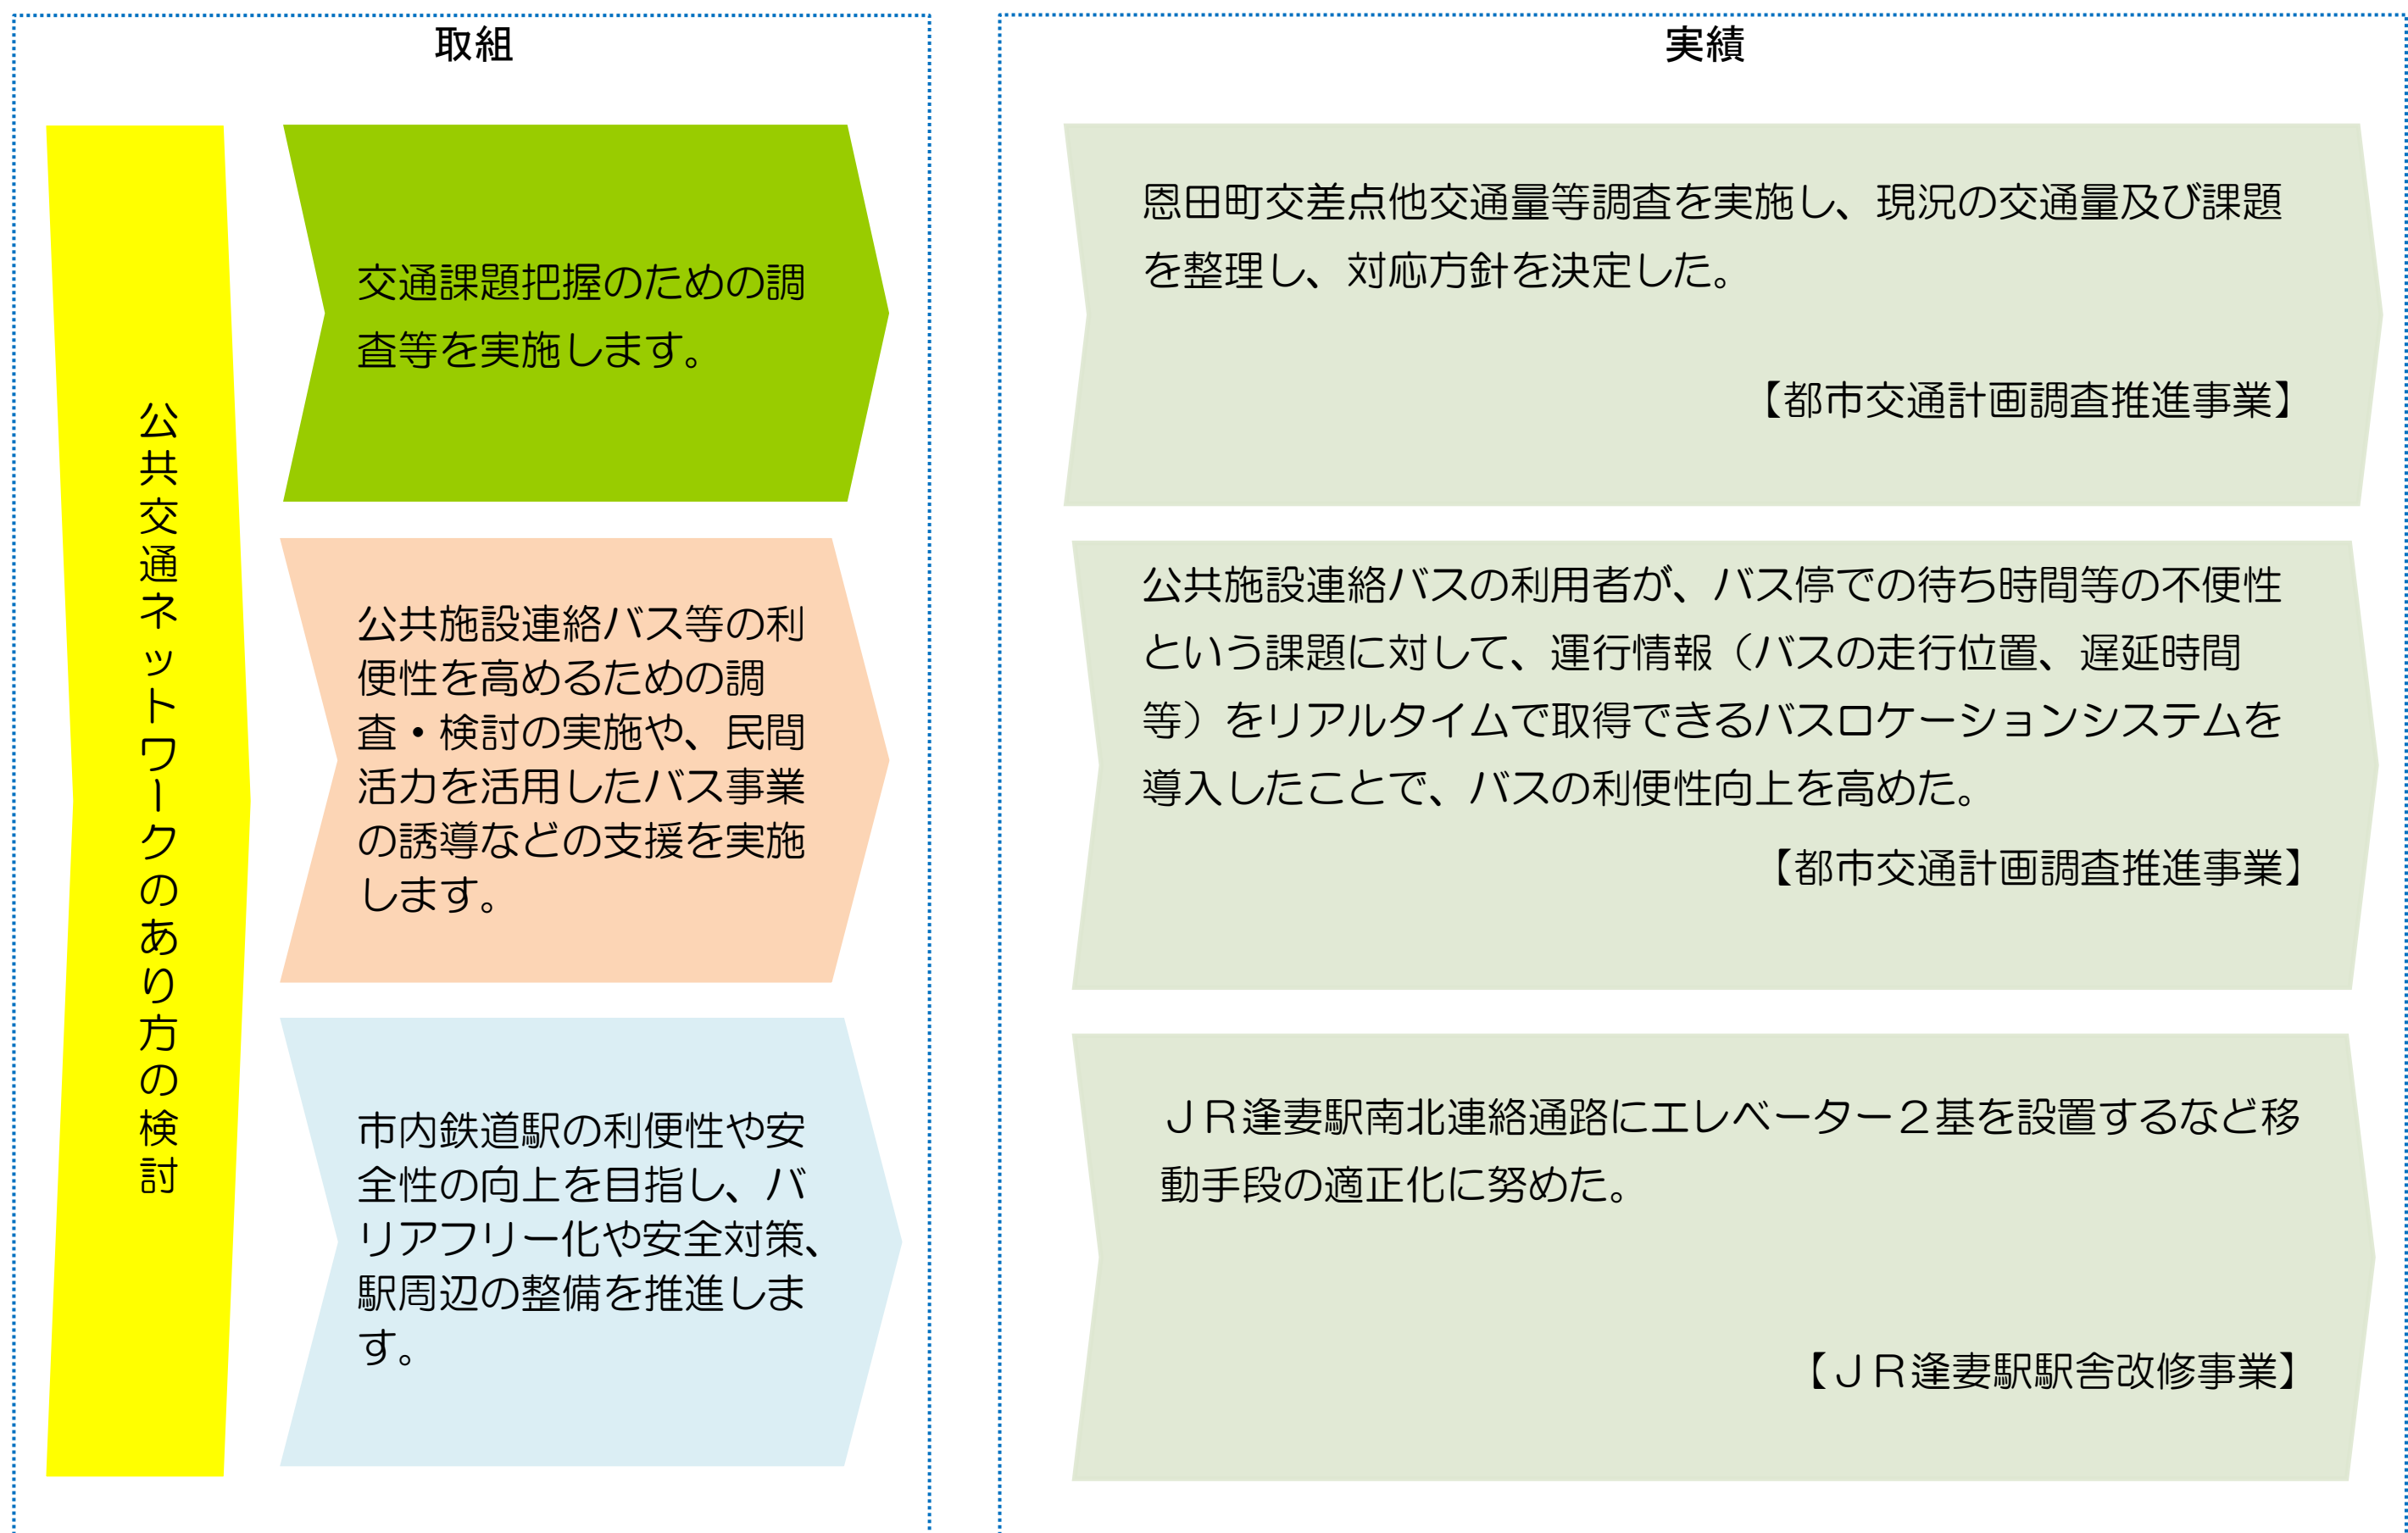 取組
実績
公共交通ネットワークのあり方の検討
交通課題把握のための調
査等を実施します。
恩田町交差点他交通量等調査を実施し、現況の交通量及び課題
を整理し、対応方針を決定した。
【都市交通計画調査推進事業】
公共施設連絡バス等の利
便性を高めるための調
査・検討の実施や、民間
活力を活用したバス事業
の誘導などの支援を実施
します。
公共施設連絡バスの利用者が、バス停での待ち時間等の不便性
という課題に対して、運行情報（バスの走行位置、遅延時間
等）をリアルタイムで取得できるバスロケーションシステムを
導入したことで、バスの利便性向上を高めた。
【都市交通計画調査推進事業】
市内鉄道駅の利便性や安
全性の向上を目指し、バ
リアフリー化や安全対策、
駅周辺の整備を推進しま
す。
ＪＲ逢妻駅南北連絡通路にエレベーター２基を設置するなど移
動手段の適正化に努めた。
【ＪＲ逢妻駅駅舎改修事業】